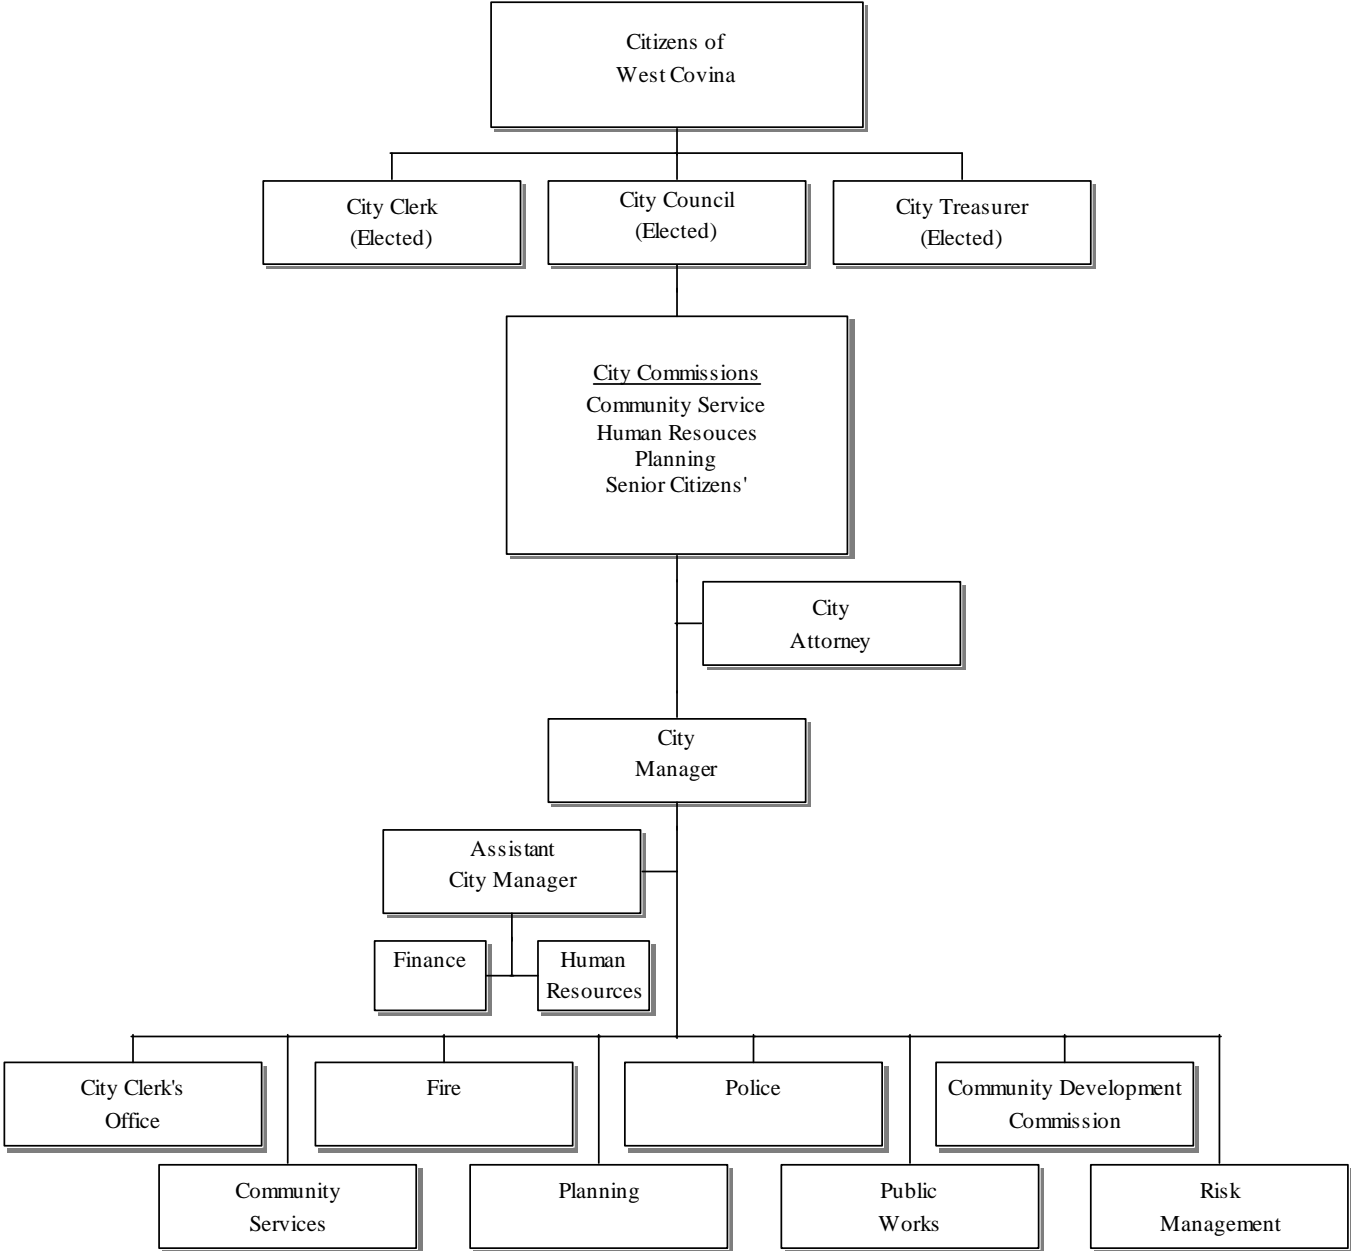 Citizens of
West Covina
City Clerk
(Elected)
City Council
(Elected)
City Treasurer
(Elected)
City Commissions
Community Service
Human Resouces
Planning
Senior Citizens'
City
Attorney
City
Manager
Assistant
City Manager
Finance
Human
Resources
City Clerk's
Office
Fire
Police
Community Development
Commission
Community
Services
Planning
Public
Works
Risk
Management